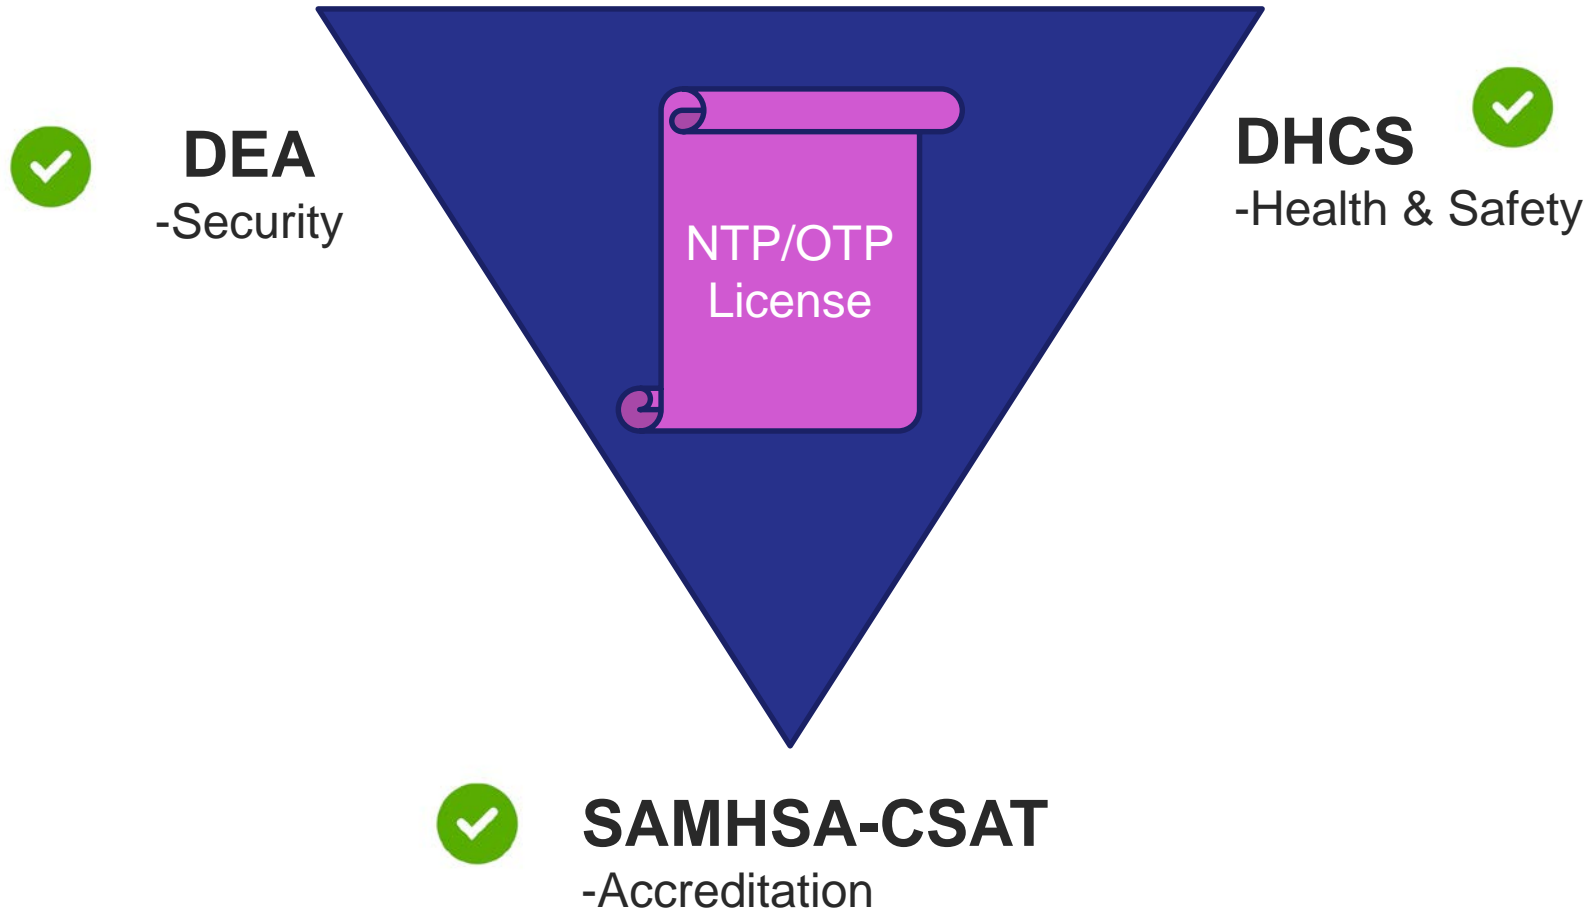 DEA
-Security
NTP/OTP
License
DHCS
-Health & Safety
SAMHSA-CSAT
-Accreditation